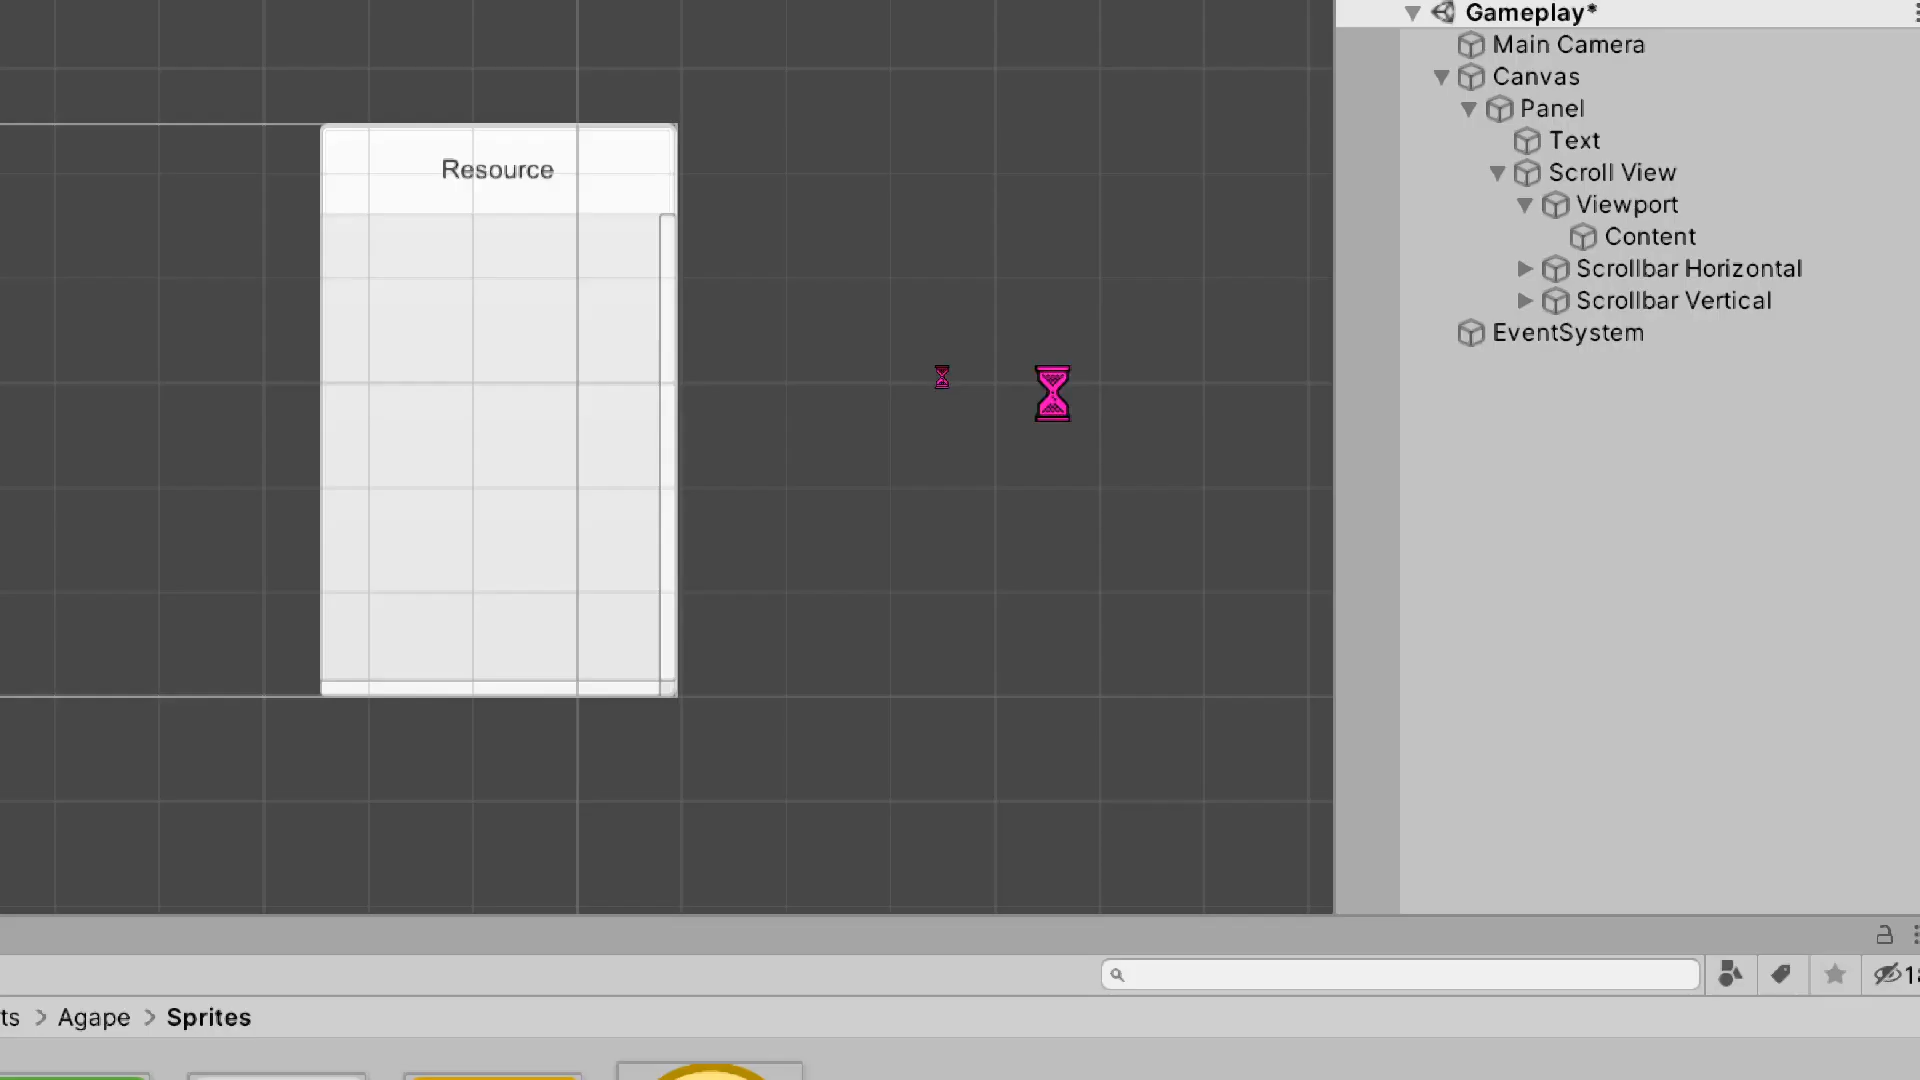 Gameplay*
Main Camera
Canvas
Panel
Text
Scroll View
Viewport
Content
Scrollbar Horizontal
Scrollbar Vertical
EventSystem
Resource
ts > Agape > Sprites